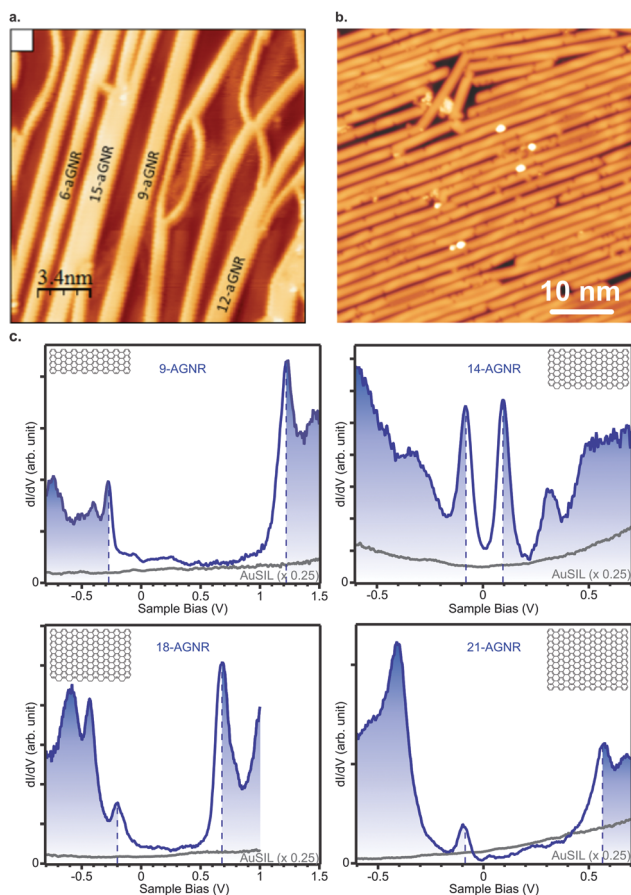 a.
b.
6-aGNR
15-aGNR
9-aGNR
12-aGNR
3.4nm
10 nm
c.
9-AGNR
dI/dV (arb. unit)
0
AuSIL (x 0.25)
-0.5 0 0.5 1 1.5
Sample Bias (V)
14-AGNR
dI/dV (arb. unit)
0
AuSIL (x 0.25)
-0.5 0 0.5
Sample Bias (V)
18-AGNR
dI/dV (arb. unit)
0
AuSIL (x 0.25)
-0.5 0 0.5 1 1.5
Sample Bias (V)
21-AGNR
dI/dV (arb. unit)
0
AuSIL (x 0.25)
-0.5 0 0.5
Sample Bias (V)